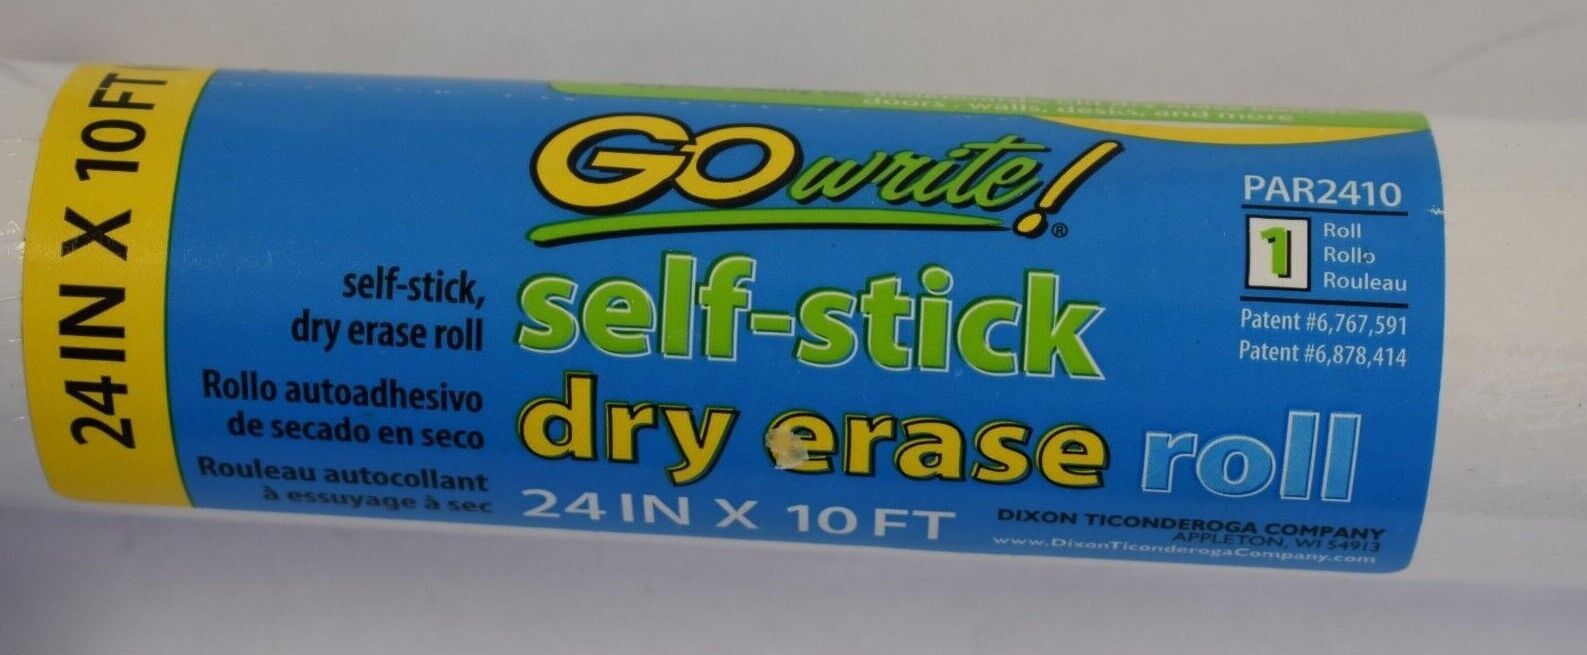 24 IN X 10 FT
doors, walls, desks, and more
GO write!®
PAR2410
1
Roll
Rollo
Rouleau
Patent #6,767,591
Patent #6,878,414
self-stick,
dry erase roll
Rollo autoadhesivo
de secado en seco
Rouleau autocollant
à essuyage à sec
self-stick
dry erase roll
24 IN X 10 FT
DIXON TICONDEROGA COMPANY
APPLETON, WI 54913
www.DixonTiconderogaCompany.com